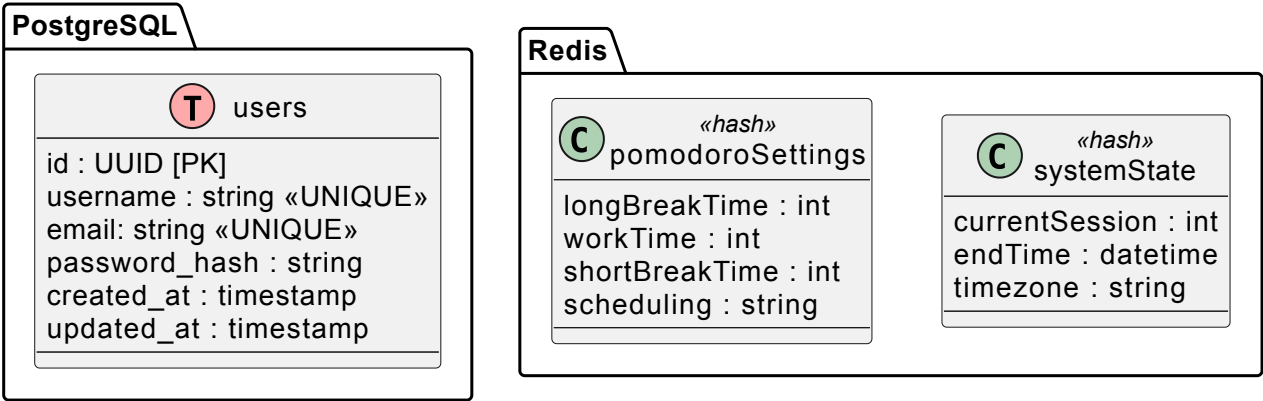 PostgreSQL
T users
id : UUID [PK]
username : string «UNIQUE»
email: string «UNIQUE»
password_hash : string
created_at : timestamp
updated_at : timestamp
Redis
«hash»
C pomodoroSettings
longBreakTime : int
workTime : int
shortBreakTime : int
scheduling : string
«hash»
C systemState
currentSession : int
endTime : datetime
timezone : string